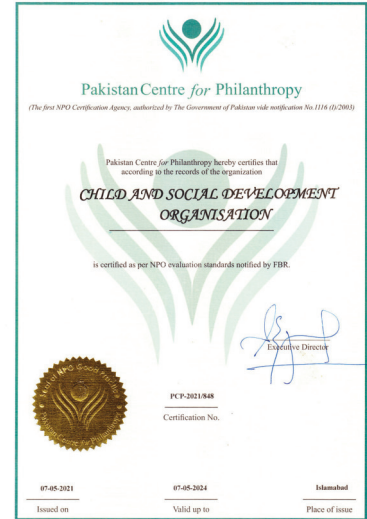 Pakistan Centre for Philanthropy
(The first NPO Certification Agency, authorized by The Government of Pakistan vide notification No.1116 (I)/2003)
Pakistan Centre for Philanthropy hereby certifies that
according to the records of the organization
CHILD AND SOCIAL DEVELOPMENT
ORGANISATION
is certified as per NPO evaluation standards notified by FBR.
Executive Director
PCP-2021/848
Certification No.
07-05-2021
07-05-2024
Islamabad
Issued on
Valid up to
Place of issue